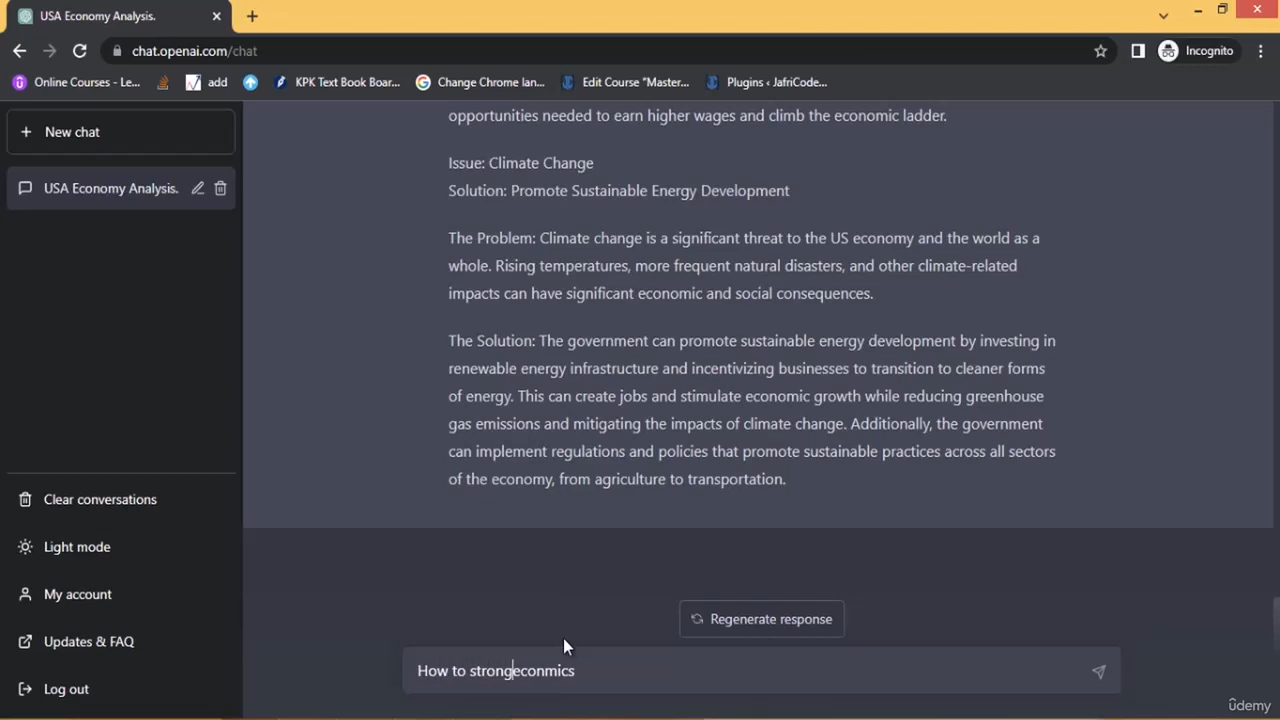 USA Economy Analysis.
chat.openai.com/chat
Incognito
Online Courses - Le...
add
KPK Text Book Boar...
Change Chrome lan...
Edit Course "Master...
Plugins ‹ JafriCode...
New chat
USA Economy Analysis.
Clear conversations
Light mode
My account
Updates & FAQ
Log out
opportunities needed to earn higher wages and climb the economic ladder.
Issue: Climate Change
Solution: Promote Sustainable Energy Development
The Problem: Climate change is a significant threat to the US economy and the world as a
whole. Rising temperatures, more frequent natural disasters, and other climate-related
impacts can have significant economic and social consequences.
The Solution: The government can promote sustainable energy development by investing in
renewable energy infrastructure and incentivizing businesses to transition to cleaner forms
of energy. This can create jobs and stimulate economic growth while reducing greenhouse
gas emissions and mitigating the impacts of climate change. Additionally, the government
can implement regulations and policies that promote sustainable practices across all sectors
of the economy, from agriculture to transportation.
Regenerate response
How to strongeconmics
ûdemy